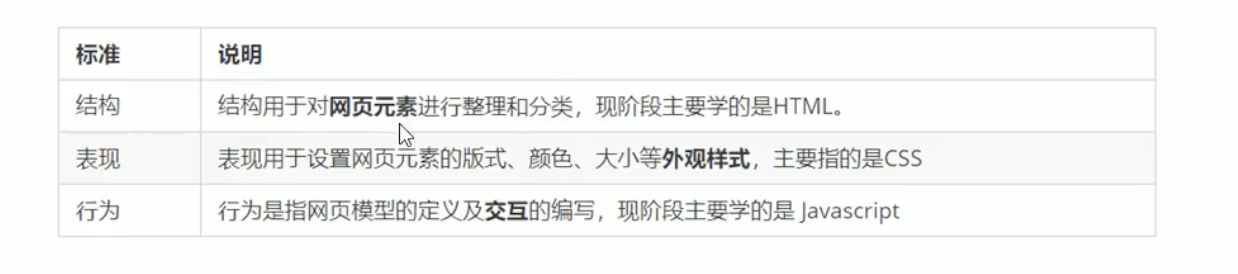 标准 说明
结构 结构用于对网页元素进行整理和分类，现阶段主要学的是HTML。
表现 表现用于设置网页元素的版式、颜色、大小等外观样式，主要指的是CSS
行为 行为是指网页模型的定义及交互的编写，现阶段主要学的是 Javascript